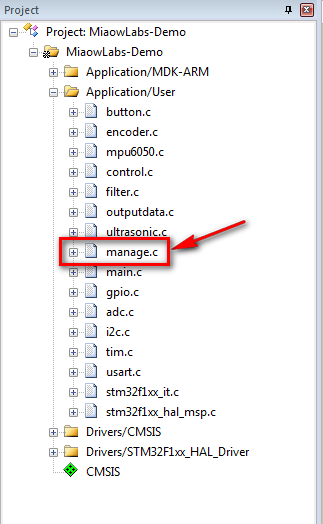 Project
Project: MiaowLabs-Demo
MiaowLabs-Demo
Application/MDK-ARM
Application/User
button.c
encoder.c
mpu6050.c
control.c
filter.c
outputdata.c
ultrasonic.c
manage.c
main.c
gpio.c
adc.c
i2c.c
tim.c
usart.c
stm32f1xx_it.c
stm32f1xx_hal_msp.c
Drivers/CMSIS
Drivers/STM32F1xx_HAL_Driver
CMSIS